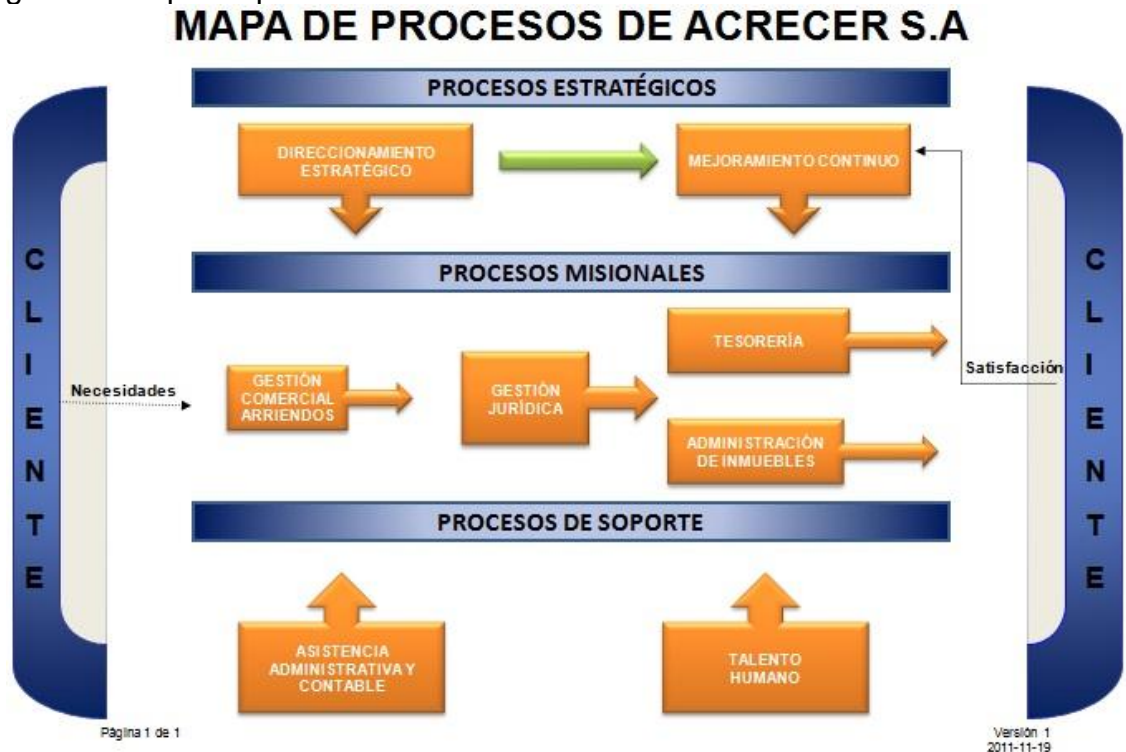 MAPA DE PROCESOS DE ACRECER S.A
PROCESOS ESTRATÉGICOS
DIRECCIONAMIENTO
ESTRATÉGICO
MEJORAMIENTO CONTINUO
PROCESOS MISIONALES
CLIENTE
Necesidades
GESTIÓN
COMERCIAL
ARRIENDOS
GESTIÓN
JURÍDICA
TESORERÍA
ADMINISTRACIÓN
DE INMUEBLES
Satisfacción
CLIENTE
PROCESOS DE SOPORTE
ASISTENCIA
ADMINISTRATIVA Y
CONTABLE
TALENTO
HUMANO
Página 1 de 1
Versión 1
2011-11-19